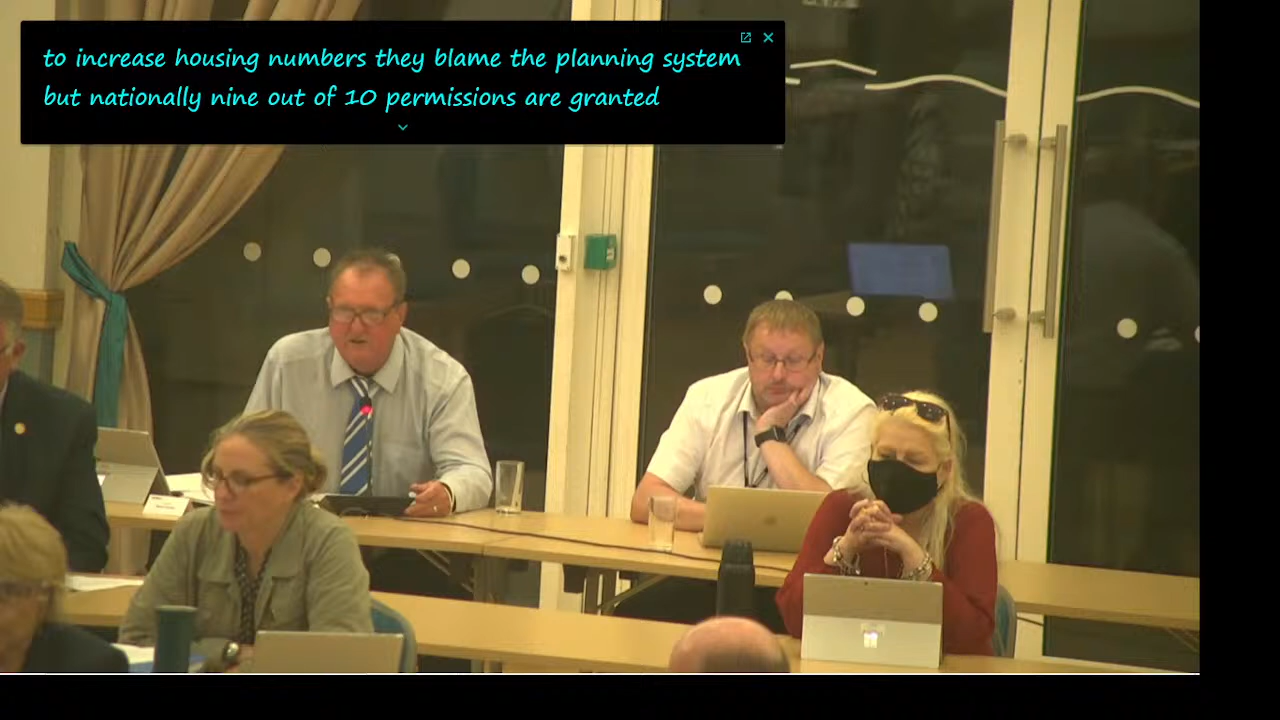 to increase housing numbers they blame the planning system
but nationally nine out of 10 permissions are granted